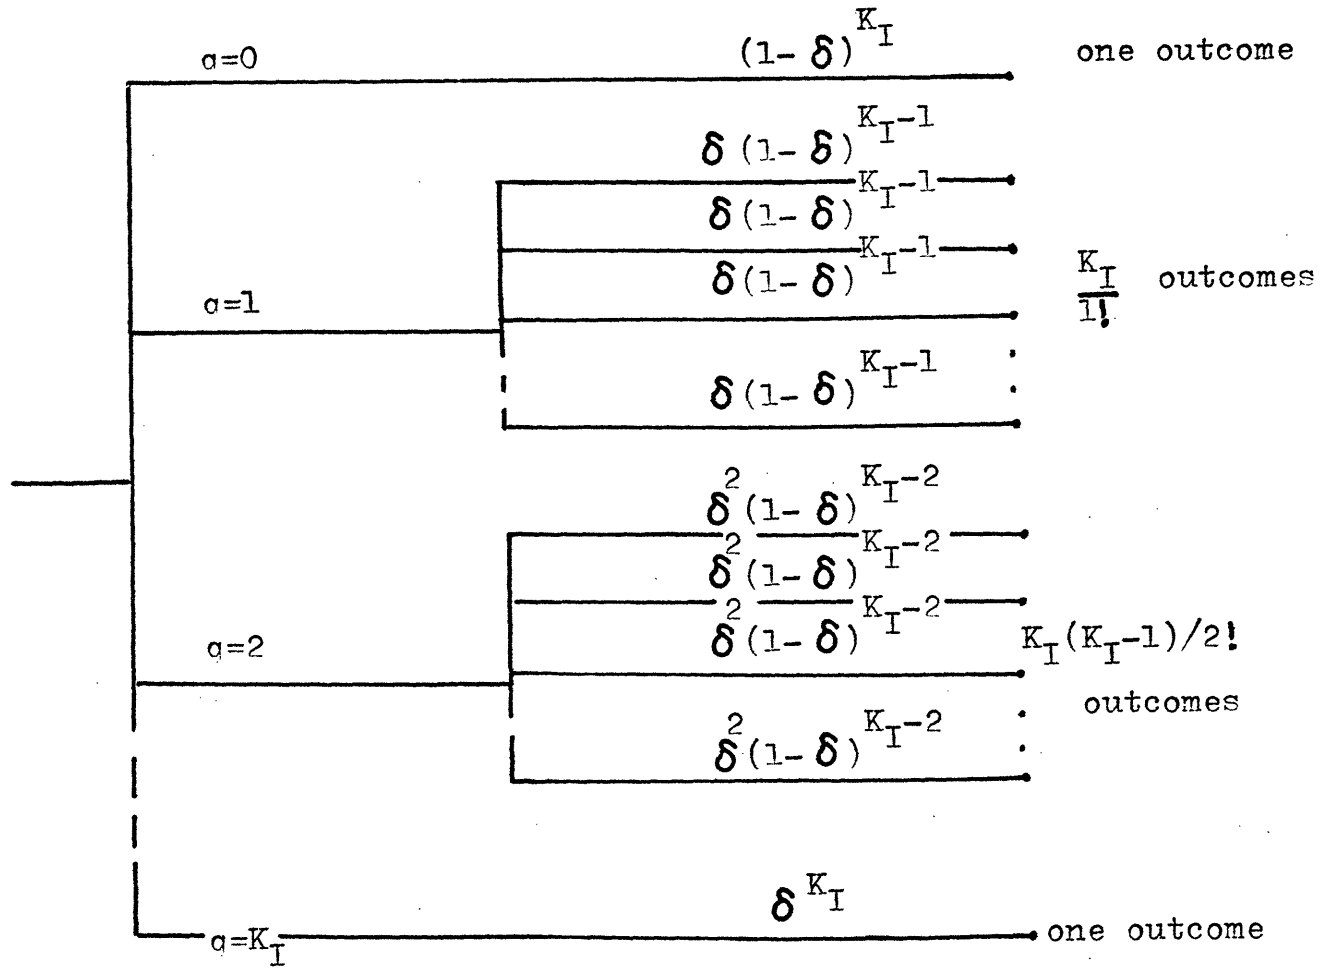 a=0 (1-δ)^K_I one outcome
δ(1-δ)^K_I-1
δ(1-δ)^K_I-1
δ(1-δ)^K_I-1
a=1 K_I/1! outcomes
δ(1-δ)^K_I-1
δ^2(1-δ)^K_I-2
δ^2(1-δ)^K_I-2
δ^2(1-δ)^K_I-2
a=2 K_I(K_I-1)/2!
outcomes
δ^2(1-δ)^K_I-2
δ^K_I
a=K_I one outcome